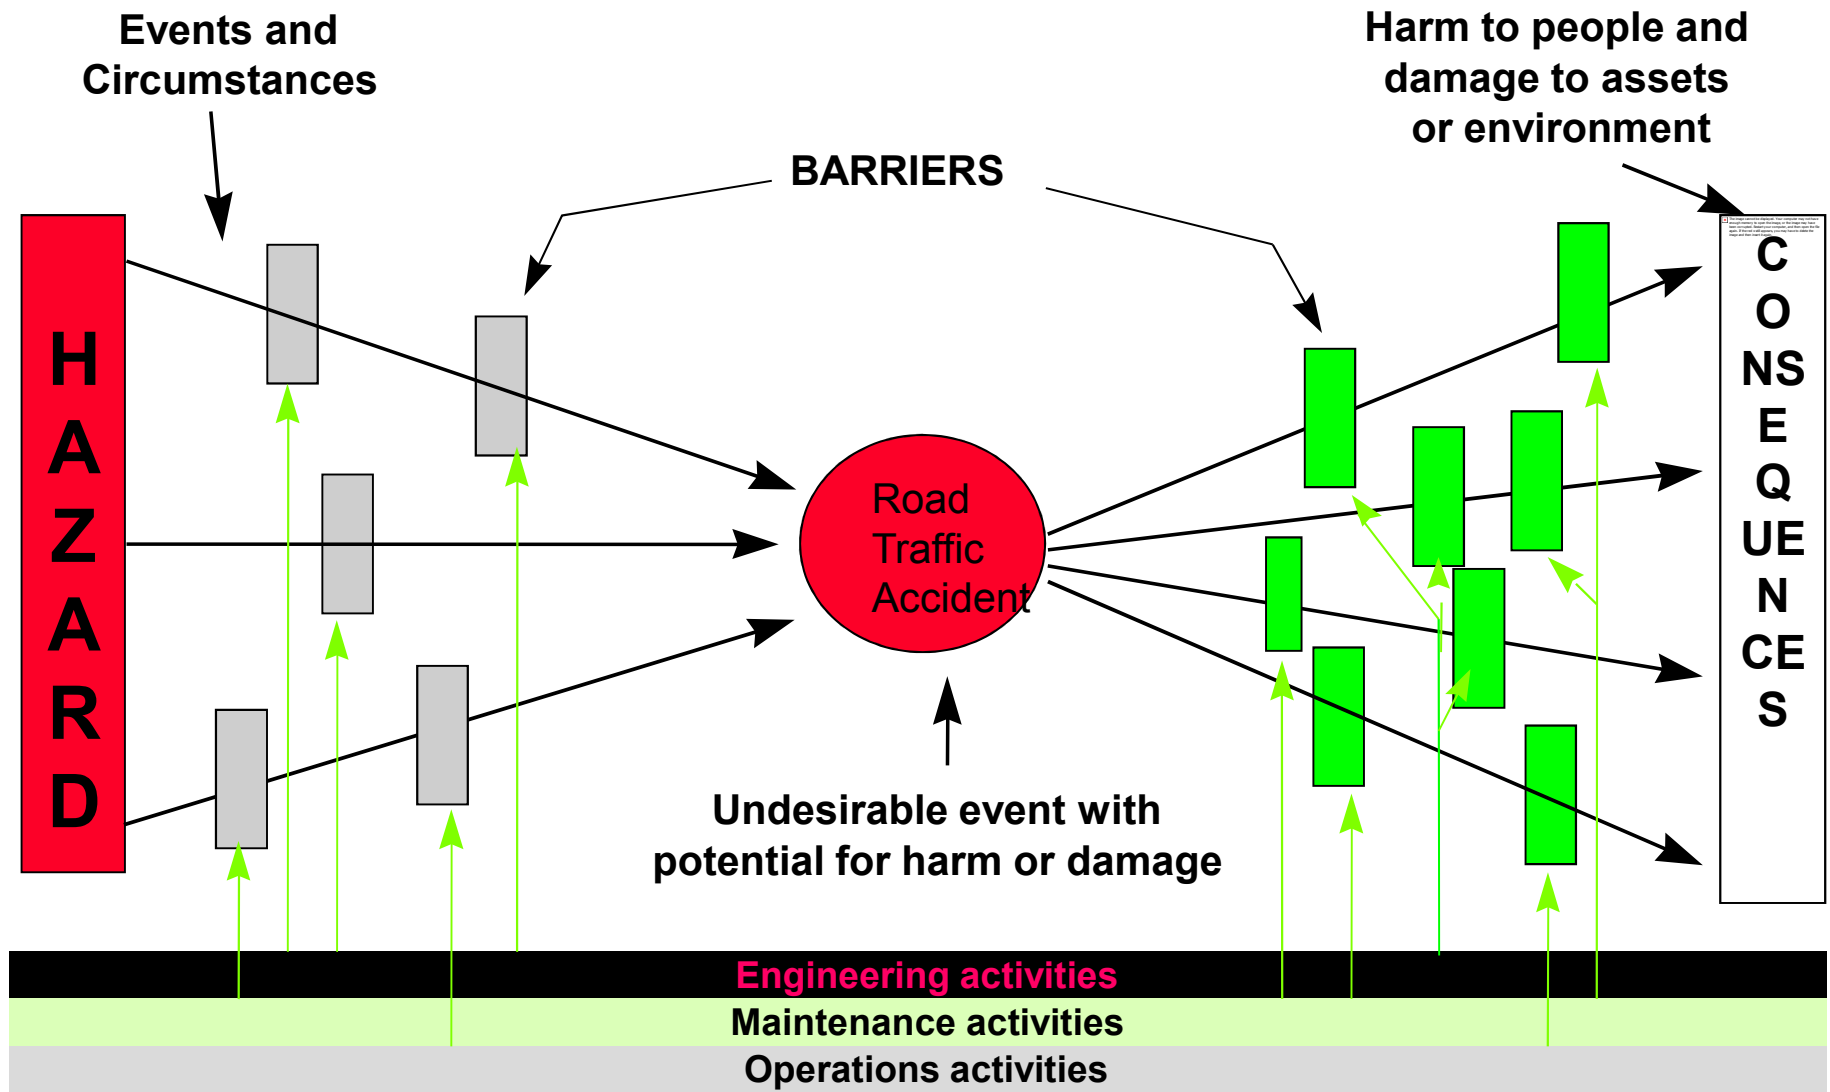 Events and
Circumstances
Harm to people and
damage to assets
or environment
BARRIERS
H
A
Z
A
R
D
Road
Traffic
Accident
C
O
NS
E
Q
UE
N
CE
S
Undesirable event with
potential for harm or damage
Engineering activities
Maintenance activities
Operations activities